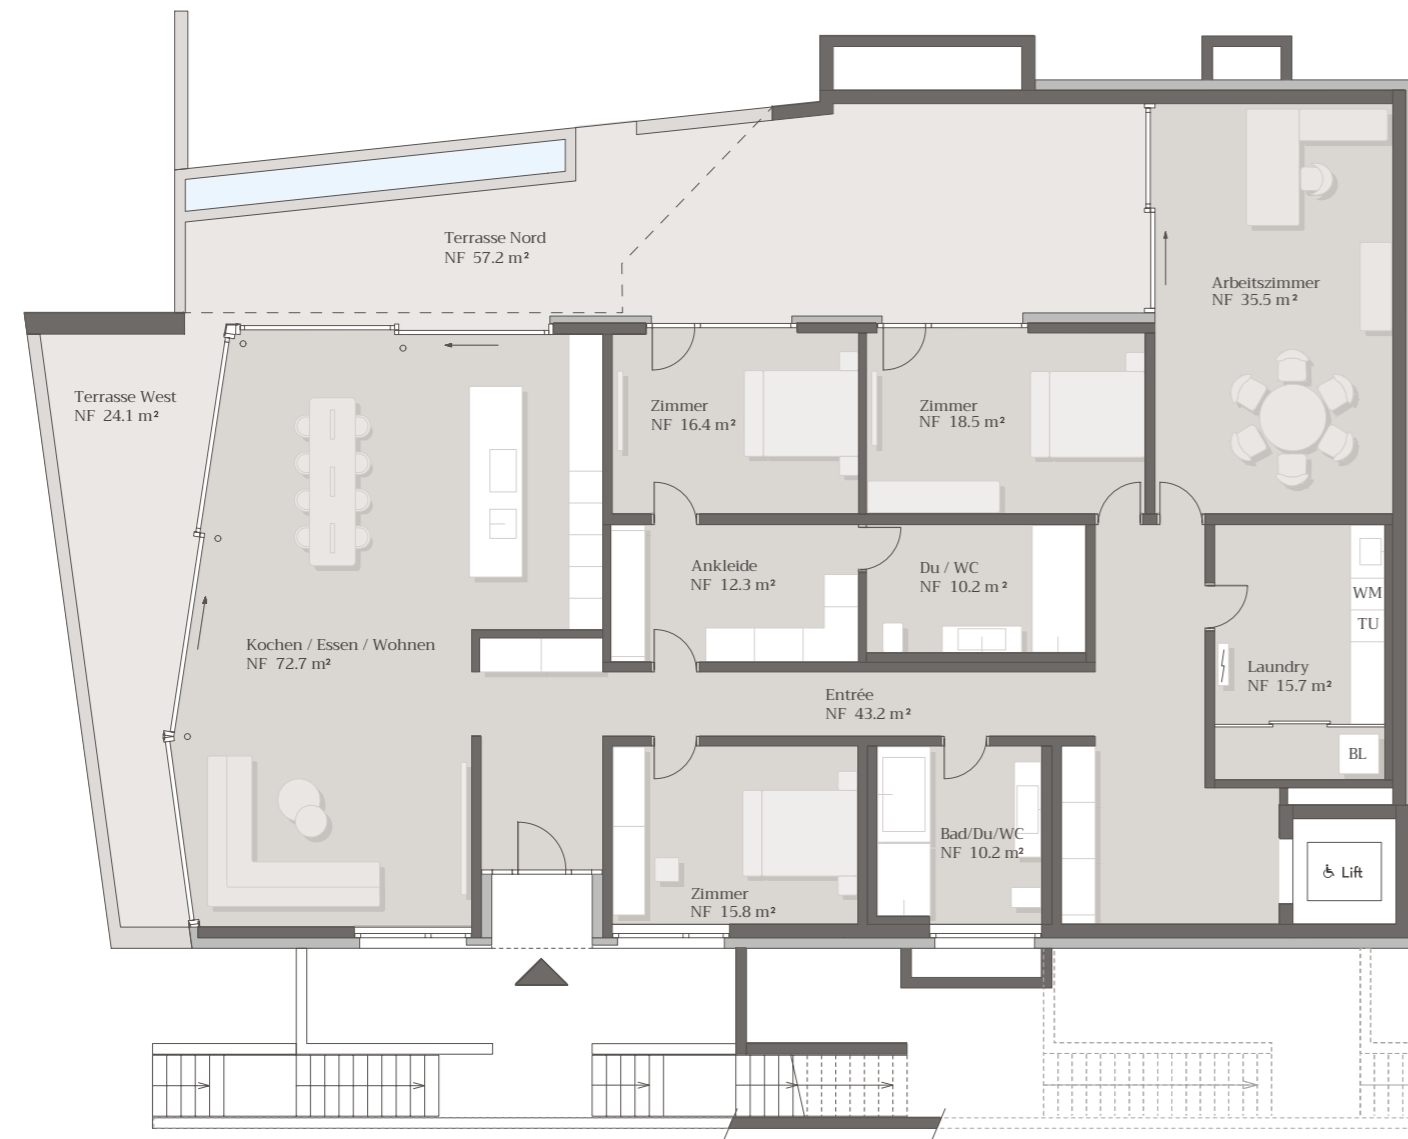 Terrasse Nord
NF 57.2 m²
Arbeitszimmer
NF 35.5 m²
Terrasse West
NF 24.1 m²
Zimmer
NF 16.4 m²
Zimmer
NF 18.5 m²
Ankleide
NF 12.3 m²
Du / WC
NF 10.2 m²
WM
TU
Kochen / Essen / Wohnen
NF 72.7 m²
Laundry
NF 15.7 m²
Entrée
NF 43.2 m²
BL
Bad/Du/WC
NF 10.2 m²
Lift
Zimmer
NF 15.8 m²